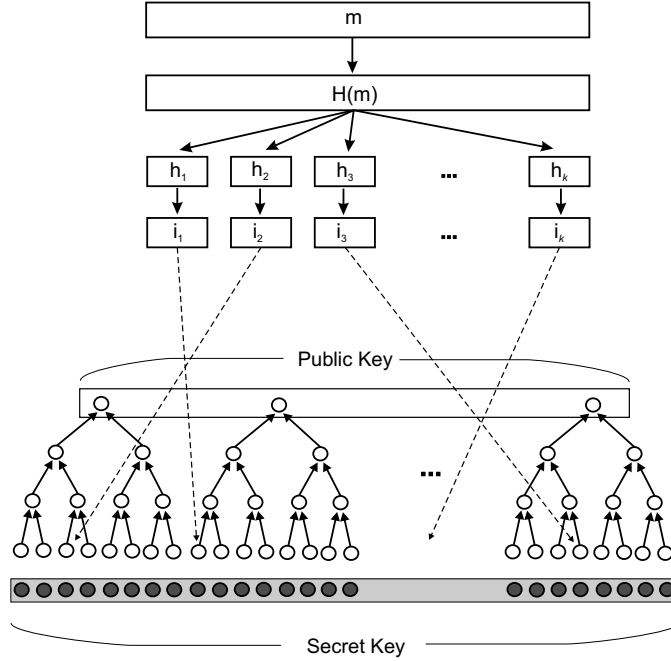 m
H(m)
h₁ h₂ h₃ ... hₖ
i₁ i₂ i₃ ... iₖ
Public Key
...
Secret Key